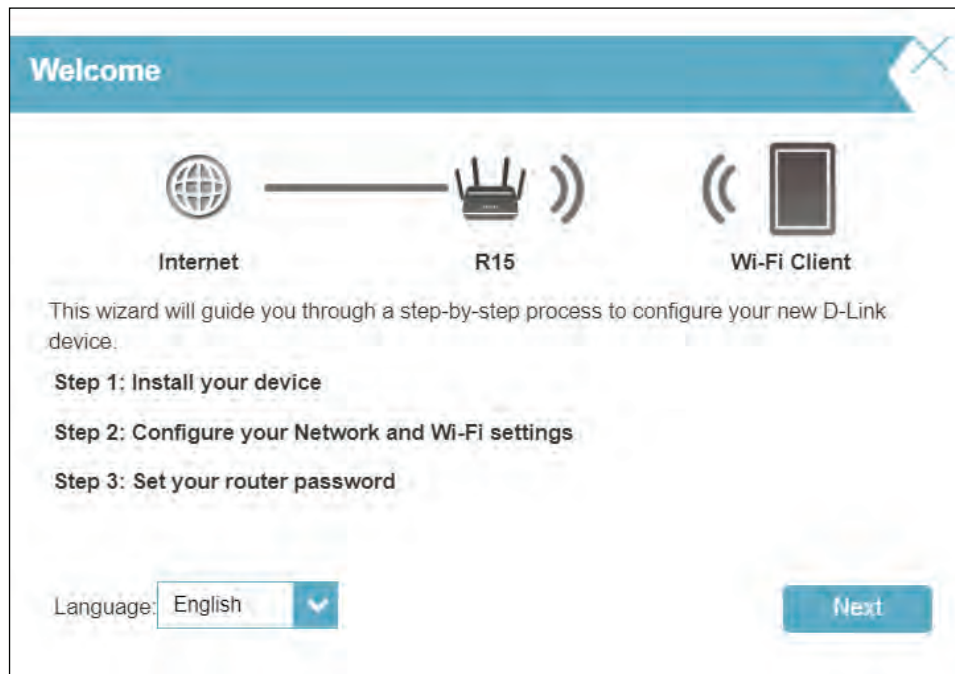 Welcome
Internet
R15
Wi-Fi Client
This wizard will guide you through a step-by-step process to configure your new D-Link
device.
Step 1: Install your device
Step 2: Configure your Network and Wi-Fi settings
Step 3: Set your router password
Language: English
Next